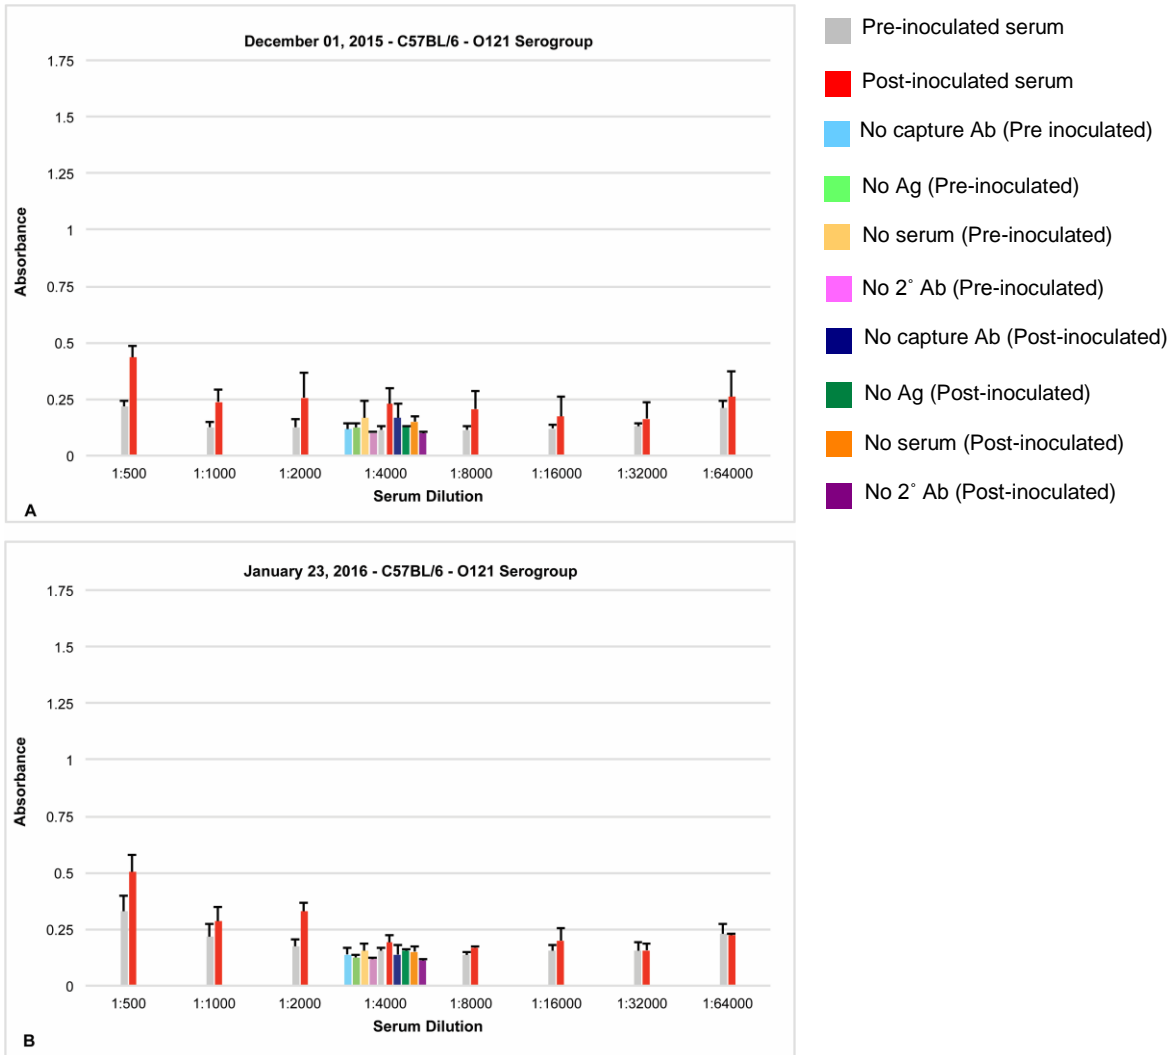 December 01, 2015 - C57BL/6 - O121 Serogroup
1.75
1.5
1.25
1
0.75
0.5
0.25
0
Absorbance
1:500
1::1000
1:2000
1:4000
1:8000
1:16000
1:32000
1:64000
Serum Dilution
A
Pre-inoculated serum
Post-inoculated serum
No capture Ab (Pre inoculated)
No Ag (Pre-inoculated)
No serum (Pre-inoculated)
No 2˚ Ab (Pre-inoculated)
No capture Ab (Post-inoculated)
No Ag (Post-inoculated)
No serum (Post-inoculated)
No 2˚ Ab (Post-inoculated)
January 23, 2016 - C57BL/6 - O121 Serogroup
1.75
1.5
1.25
1
0.75
0.5
0.25
0
Absorbance
1:500
1::1000
1:2000
1:4000
1:8000
1:16000
1:32000
1:64000
Serum Dilution
B